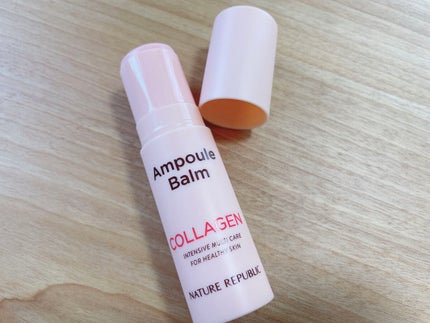 Ampoule
Balm
COLLAGEN
INTENSIVE MULTI CARE
FOR HEALTHY SKIN
NATURE REPUBLIC